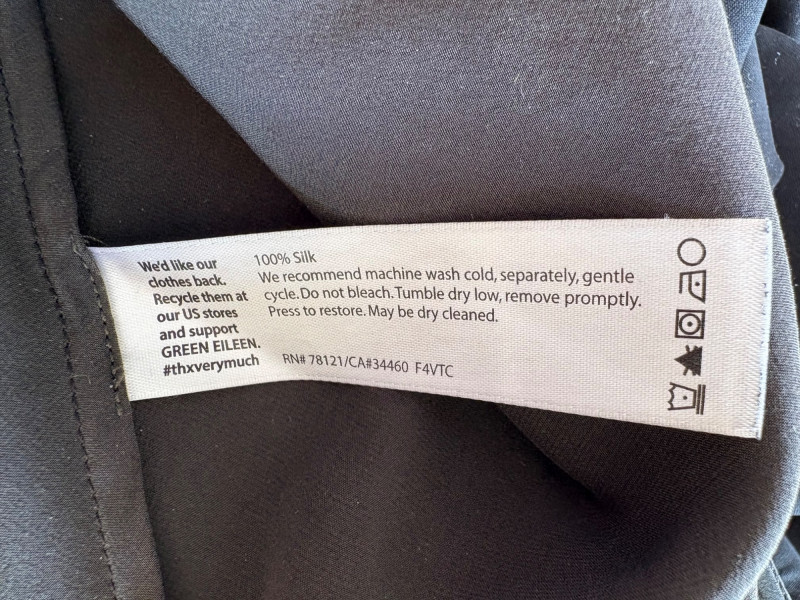 We'd like our
clothes back.
Recycle them at
our US stores
and support
GREEN EILEEN.
#thxverymuch
100% Silk
We recommend machine wash cold, separately, gentle
cycle. Do not bleach. Tumble dry low, remove promptly.
Press to restore. May be dry cleaned.
RN# 78121/CA#34460 F4VTC